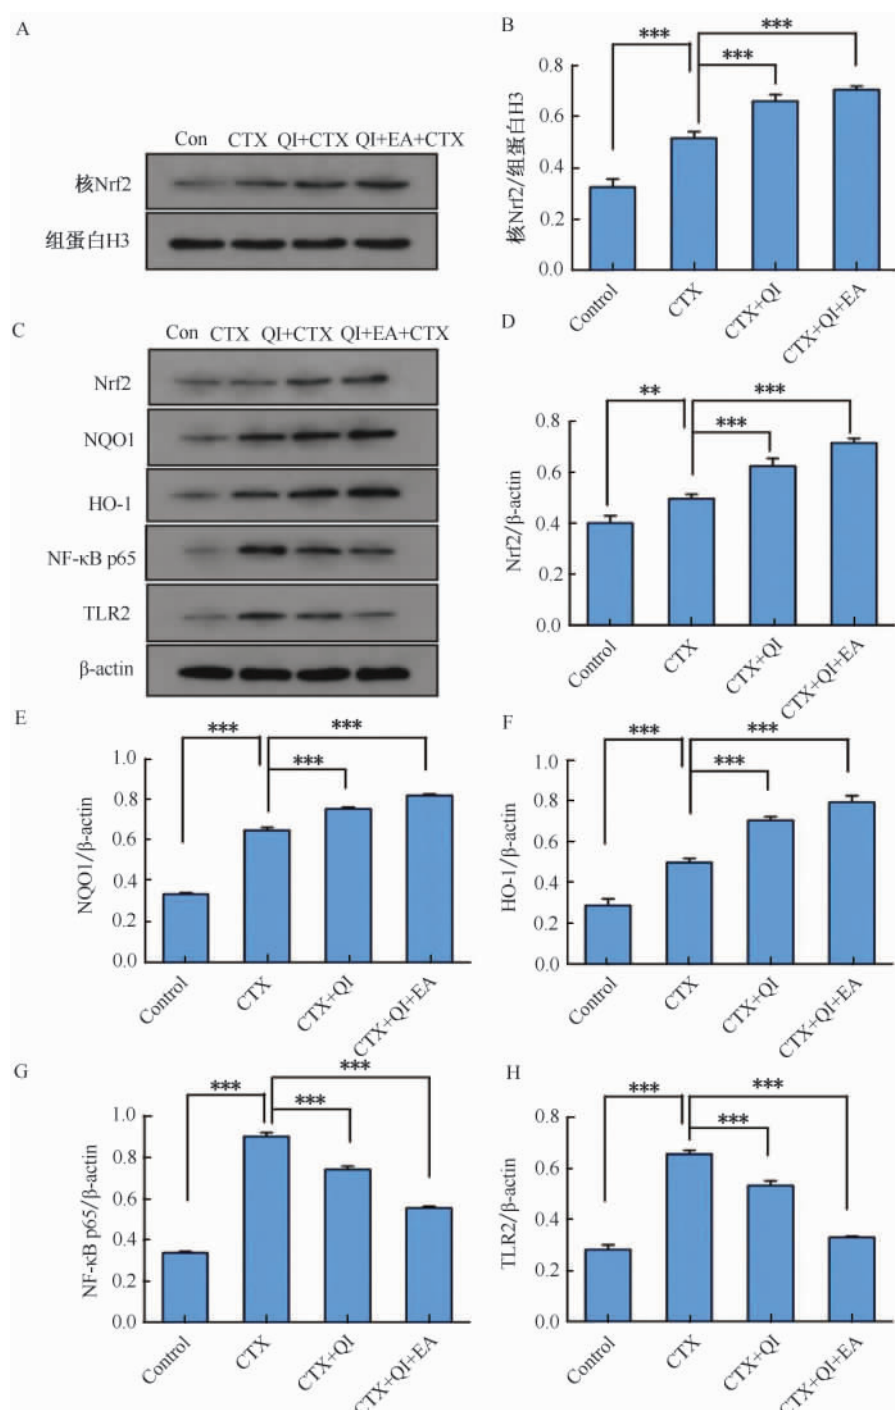 A
Con CTX QI+CTX QI+EA+CTX
核Nrf2
组蛋白H3
B
*** ***
***
核Nrf2/组蛋白H3
0.8
0.6
0.4
0.2
0.0
Control CTX CTX+QI CTX+QI+EA
C
Con CTX QI+CTX QI+EA+CTX
Nrf2
NQO1
HO-1
NF-κB p65
TLR2
β-actin
D
** ***
***
Nrf2/β-actin
0.8
0.6
0.4
0.2
0.0
Control CTX CTX+QI CTX+QI+EA
E
*** ***
***
NQO1/β-actin
1.0
0.8
0.6
0.4
0.2
0.0
Control CTX CTX+QI CTX+QI+EA
F
*** ***
***
HO-1/β-actin
1.0
0.8
0.6
0.4
0.2
0.0
Control CTX CTX+QI CTX+QI+EA
G
*** ***
***
NF-κB p65/β-actin
1.0
0.8
0.6
0.4
0.2
0.0
Control CTX CTX+QI CTX+QI+EA
H
*** ***
***
TLR2/β-actin
0.8
0.6
0.4
0.2
0.0
Control CTX CTX+QI CTX+QI+EA